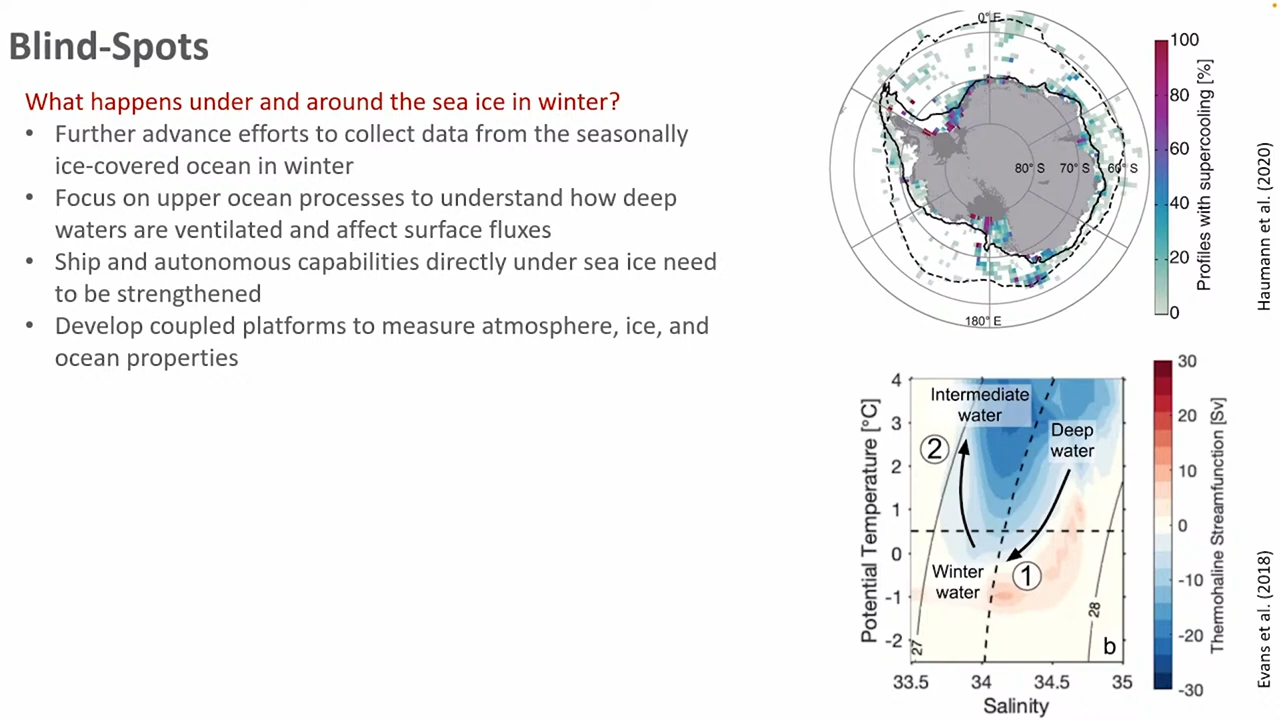 Blind-Spots
What happens under and around the sea ice in winter?
• Further advance efforts to collect data from the seasonally
ice-covered ocean in winter
• Focus on upper ocean processes to understand how deep
waters are ventilated and affect surface fluxes
• Ship and autonomous capabilities directly under sea ice need
to be strengthened
• Develop coupled platforms to measure atmosphere, ice, and
ocean properties
0° E
80° S 70° S 60° S
180° E
100
80
60
40
20
0
Profiles with supercooling [%]
Haumann et al. (2020)
4
3
2
1
0
-1
-2
Potential Temperature [°C]
Intermediate
water
2
Deep
water
Winter
water
1
27
28
b
33.5 34 34.5 35
Salinity
30
20
10
0
-10
-20
-30
Thermohaline Streamfunction [Sv]
Evans et al. (2018)